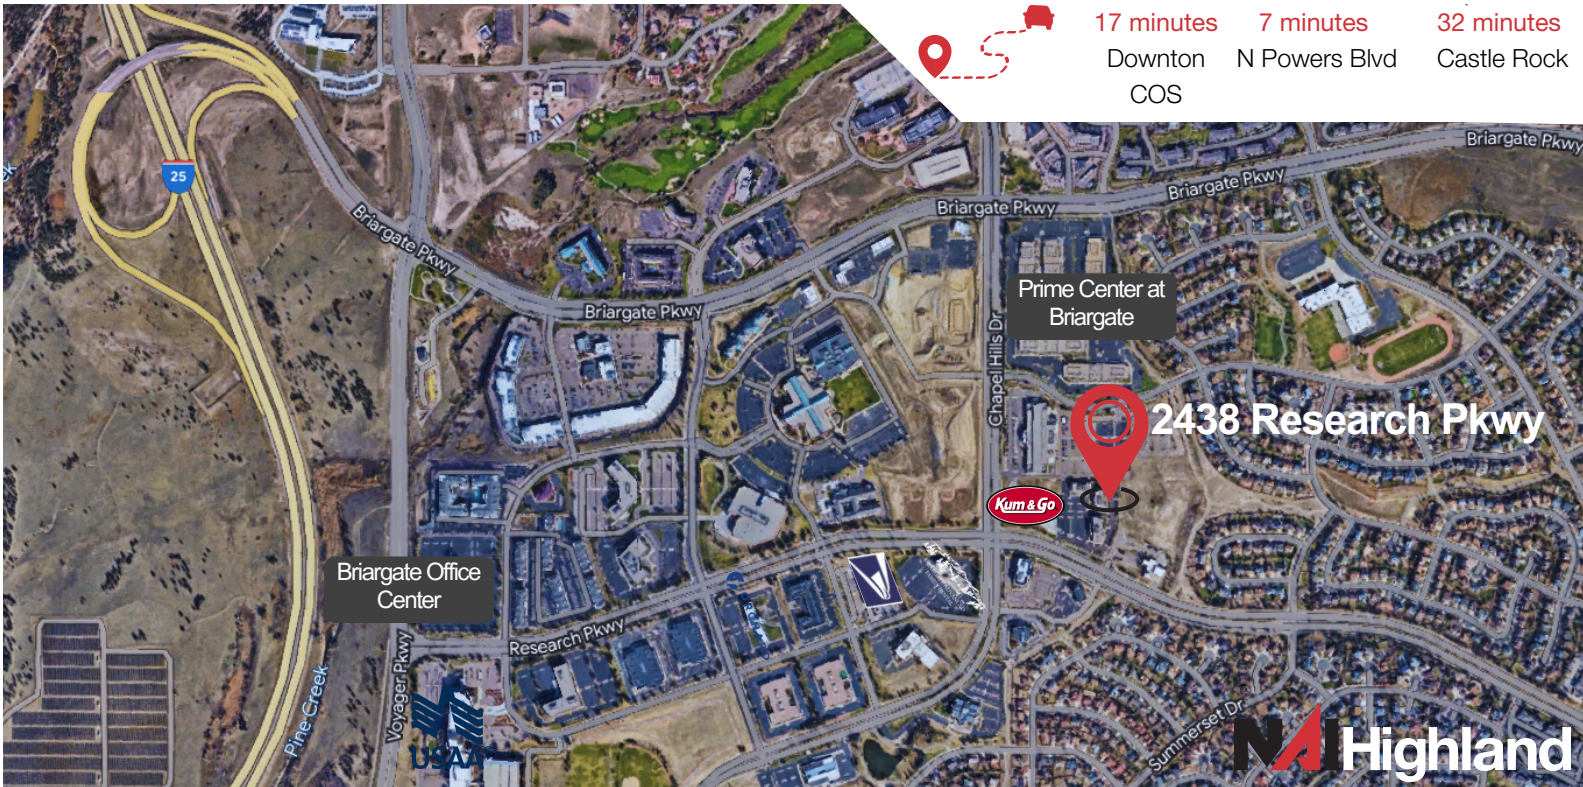 17 minutes
Downton
COS
7 minutes
N Powers Blvd
32 minutes
Castle Rock
25
Briargate Pkwy
Briargate Pkwy
Briargate Pkwy
Briargate Pkwy
Briargate Pkwy
Prime Center at
Briargate
Chapel Hills Dr
2438 Research Pkwy
Kum & Go
Briargate Office
Center
Research Pkwy
Voyager Pkwy
Pine Creek
USAA
Summerset Dr
NAI Highland